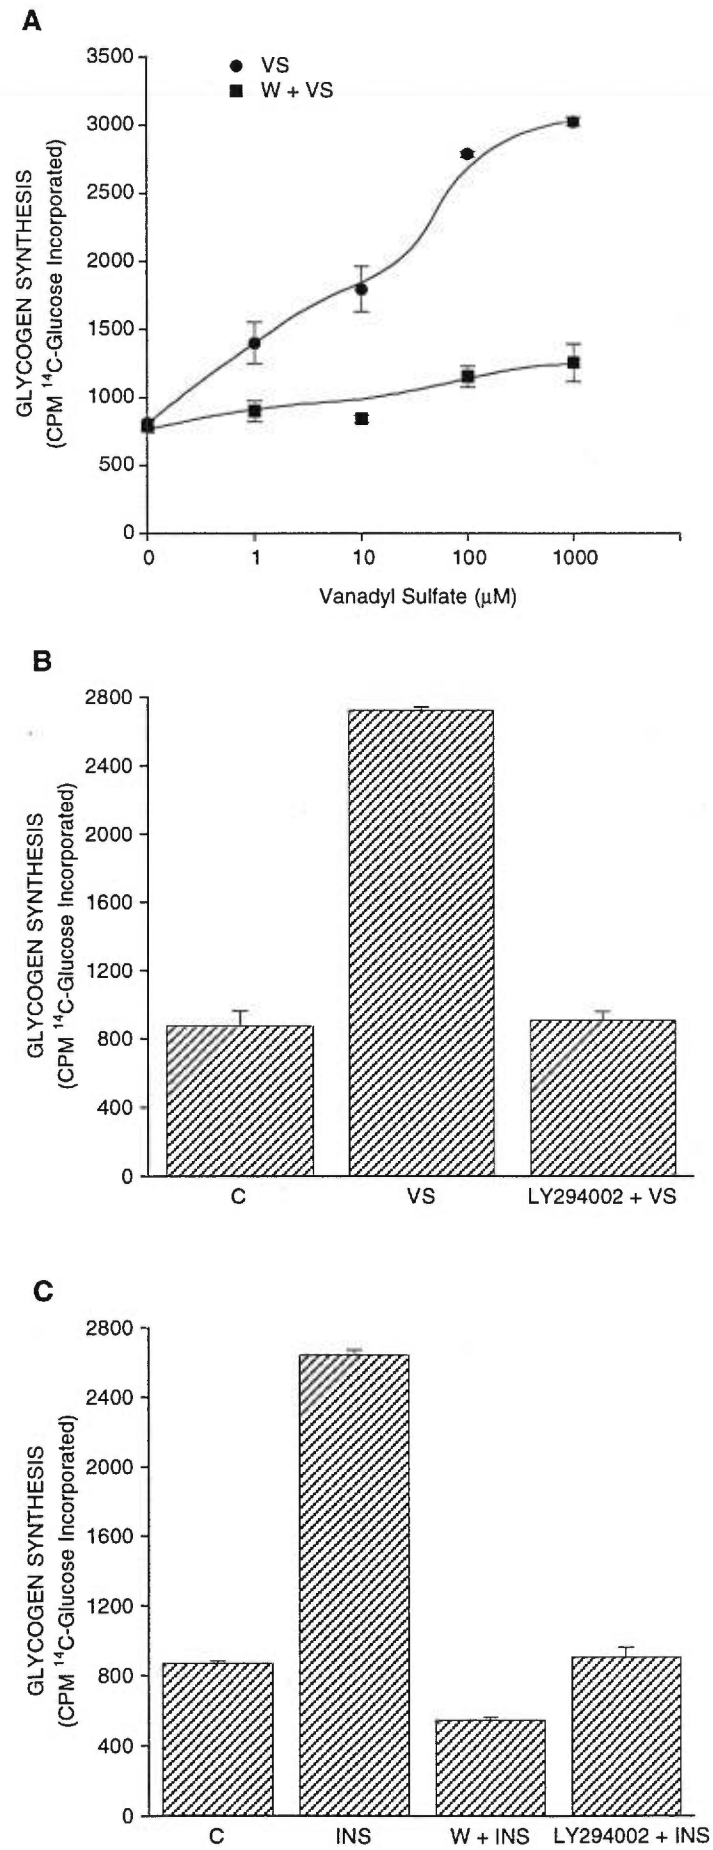 A
GLYCOGEN SYNTHESIS
(CPM ¹⁴C-Glucose Incorporated)
3500
3000
2500
2000
1500
1000
500
0
VS
W + VS
0 1 10 100 1000
Vanadyl Sulfate (μM)
B
GLYCOGEN SYNTHESIS
(CPM ¹⁴C-Glucose Incorporated)
2800
2400
2000
1600
1200
800
400
0
C VS LY294002 + VS
C
GLYCOGEN SYNTHESIS
(CPM ¹⁴C-Glucose Incorporated)
2800
2400
2000
1600
1200
800
400
0
C INS W + INS LY294002 + INS